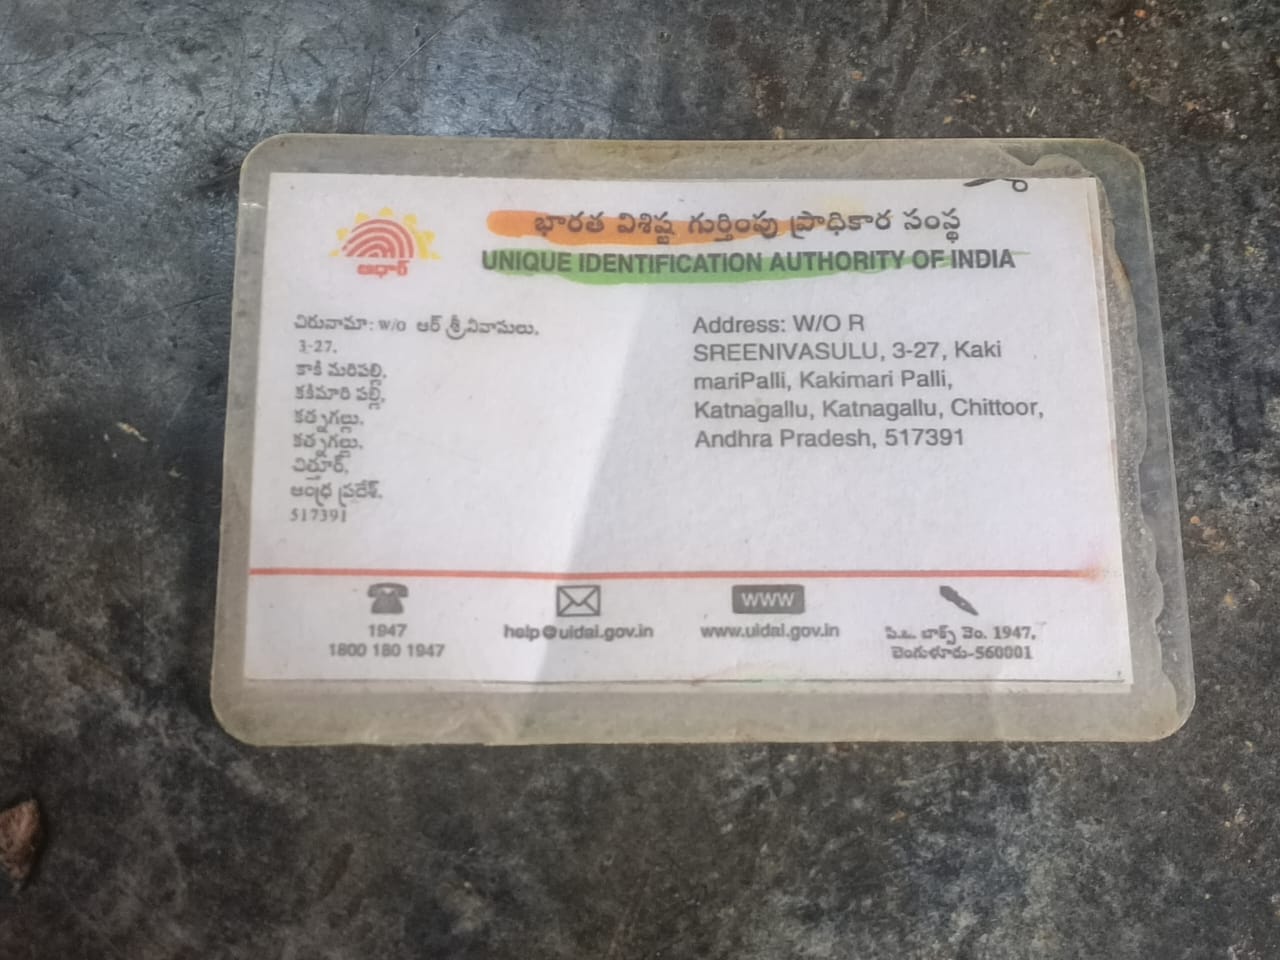 ఆధార్
భారత విశిష్ట గుర్తింపు ప్రాధికార సంస్థ
UNIQUE IDENTIFICATION AUTHORITY OF INDIA
చిరునామా: W/O ఆర్ శ్రీనివాసులు,
3-27,
కాకి మరిపల్లి,
కకిమారి పల్లి,
కట్నగల్లు,
కట్నగల్లు,
చిత్తూర్,
ఆంధ్ర ప్రదేశ్,
517391
Address: W/O R
SREENIVASULU, 3-27, Kaki
mariPalli, Kakimari Palli,
Katnagallu, Katnagallu, Chittoor,
Andhra Pradesh, 517391
1947
1800 180 1947
help@uidai.gov.in
WWW
www.uidai.gov.in
పి.ఒ. బాక్స్ నెం. 1947,
బెంగుళూరు-560001